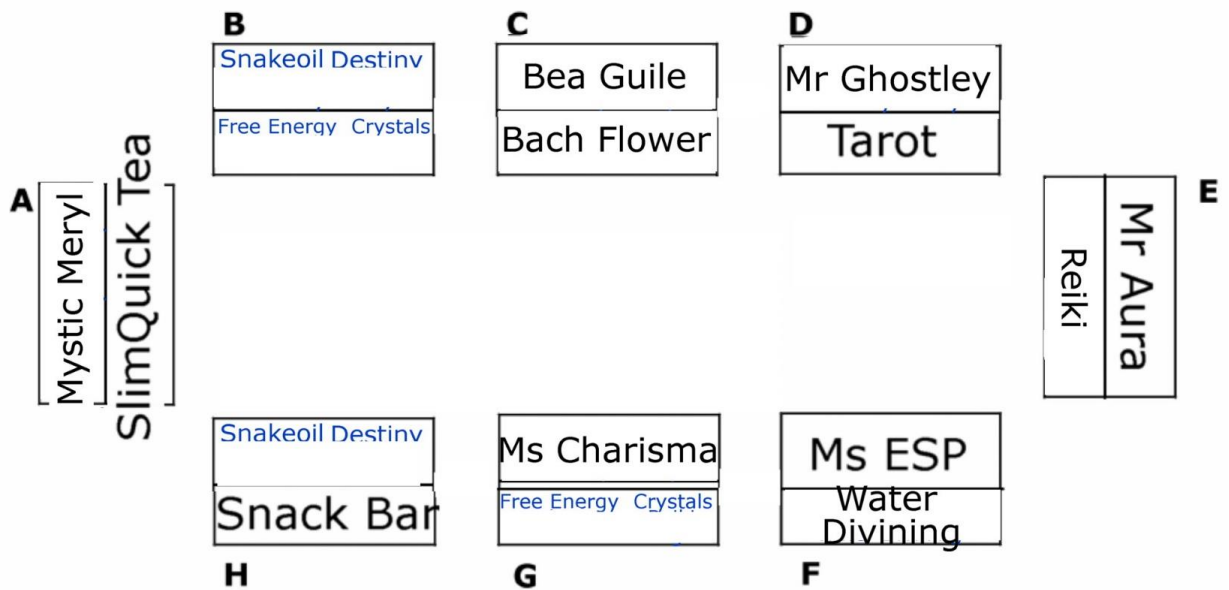 B
Snakeoil Destiny
Free Energy Crystals
C
Bea Guile
Bach Flower
D
Mr Ghostley
Tarot
A
Mystic Meryl
SlimQuick Tea
E
Mr Aura
Reiki
Snakeoil Destiny
Snack Bar
H
Ms Charisma
Free Energy Crystals
G
Ms ESP
Water
Divining
F